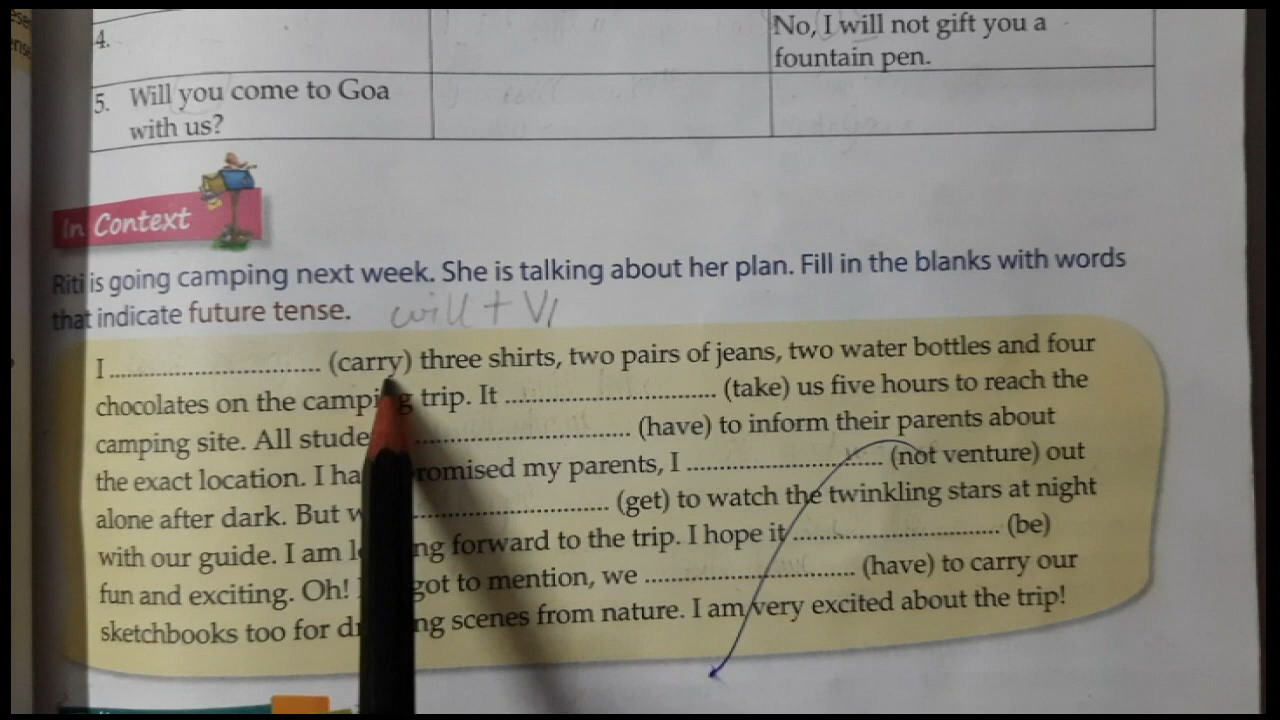 4.
No, I will not gift you a
fountain pen.
5. Will you come to Goa
with us?
In Context
Riti is going camping next week. She is talking about her plan. Fill in the blanks with words
that indicate future tense. will + V1
I .................................... (carry) three shirts, two pairs of jeans, two water bottles and four
chocolates on the camping trip. It .................................... (take) us five hours to reach the
camping site. All stude .................................... (have) to inform their parents about
the exact location. I ha romised my parents, I .................................... (not venture) out
alone after dark. But w .................................... (get) to watch the twinkling stars at night
with our guide. I am l ng forward to the trip. I hope it .................................... (be)
fun and exciting. Oh! got to mention, we .................................... (have) to carry our
sketchbooks too for d ng scenes from nature. I am very excited about the trip!